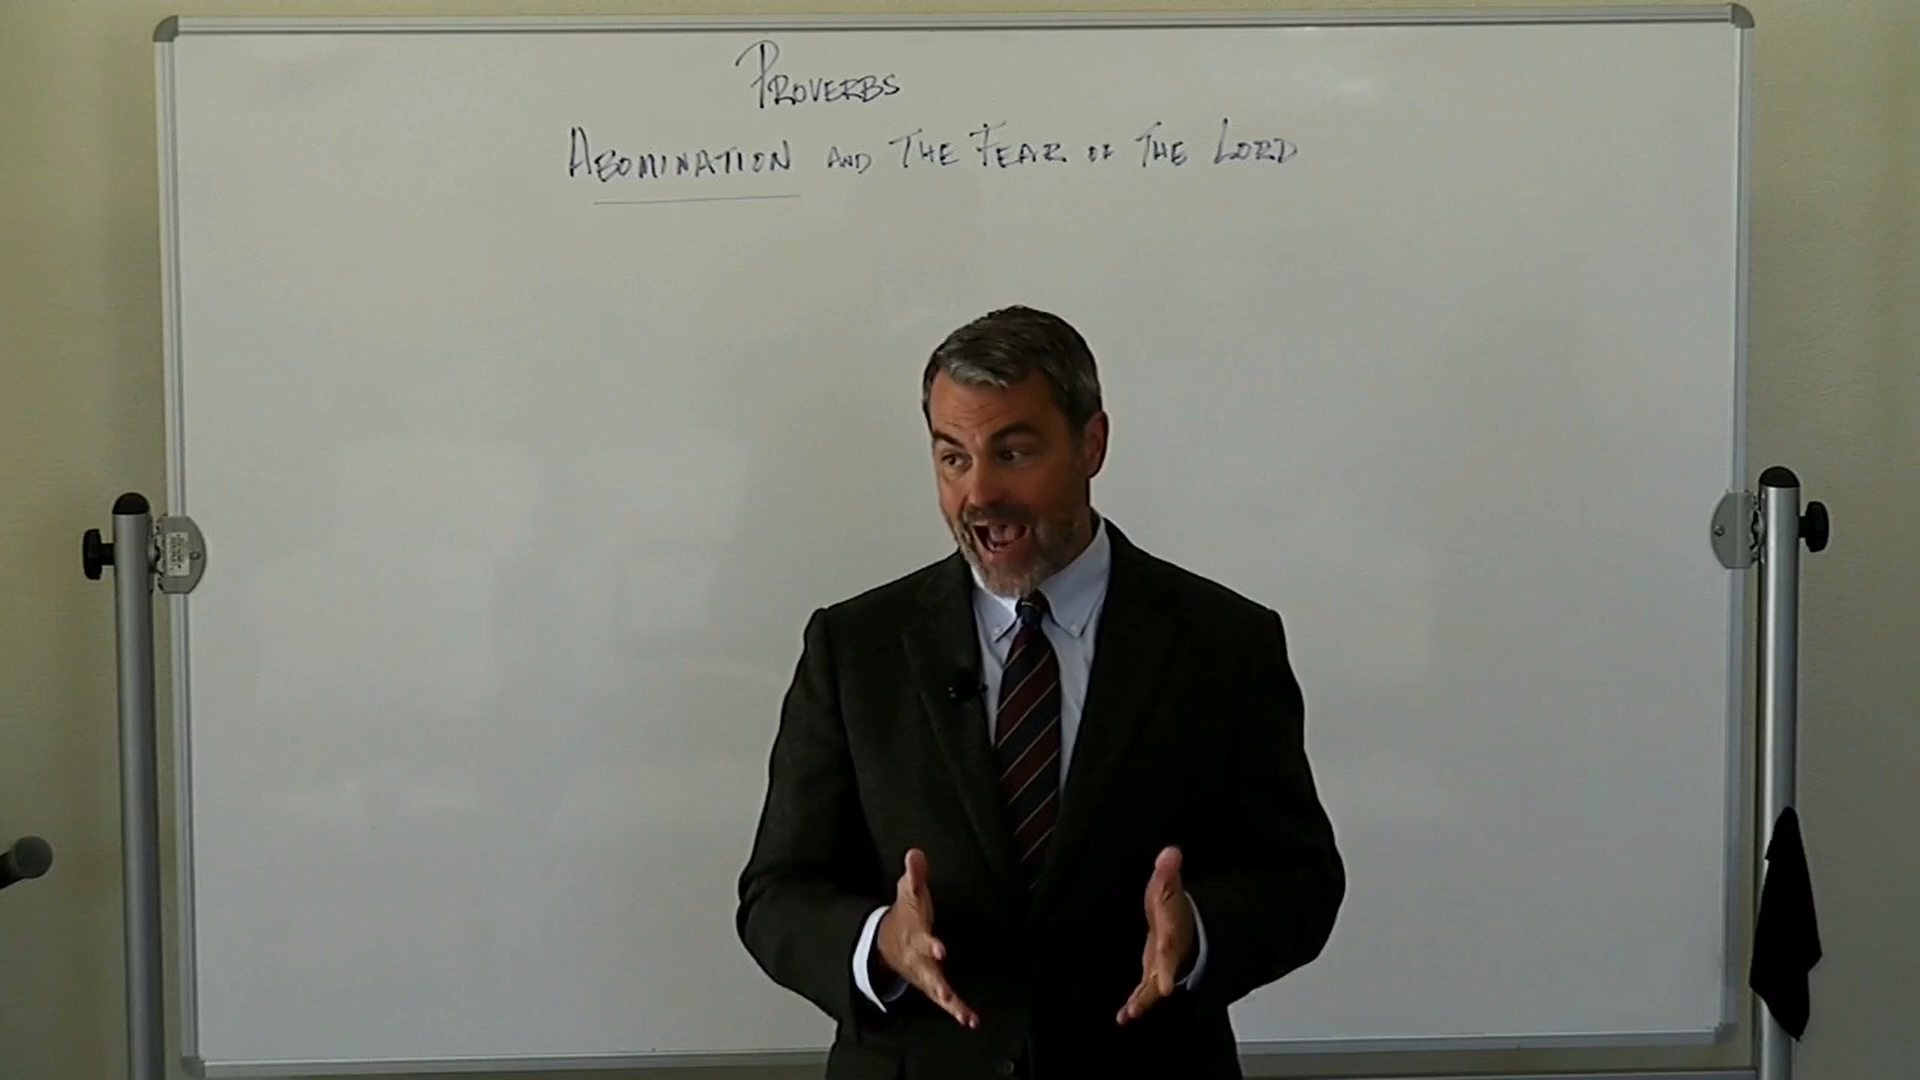 PROVERBS
ABOMINATION AND THE FEAR OF THE LORD